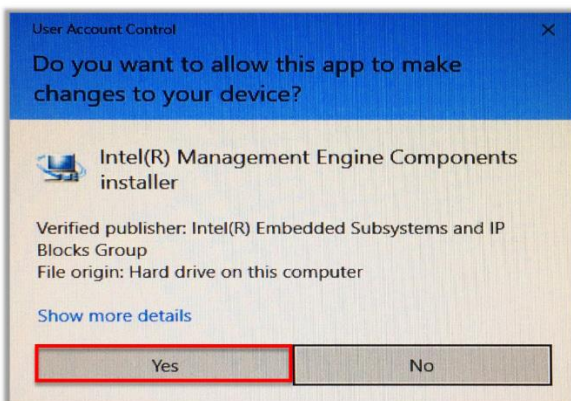 User Account Control
Do you want to allow this app to make
changes to your device?
Intel(R) Management Engine Components
installer
Verified publisher: Intel(R) Embedded Subsystems and IP
Blocks Group
File origin: Hard drive on this computer
Show more details
Yes
No